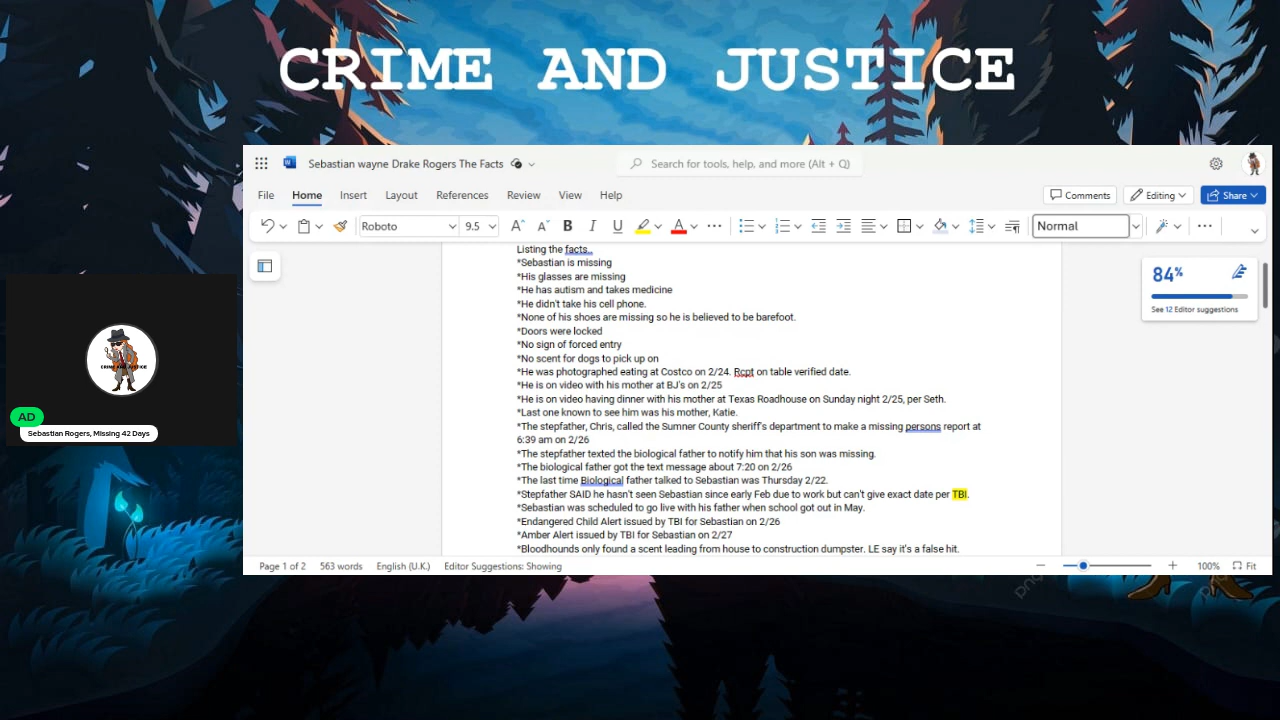 CRIME AND JUSTICE
Sebastian wayne Drake Rogers The Facts
Search for tools, help, and more (Alt + Q)
File Home Insert Layout References Review View Help
Comments Editing Share
Roboto 9.5 B I U A Normal
Listing the facts..
*Sebastian is missing
*His glasses are missing
*He has autism and takes medicine
*He didn't take his cell phone.
*None of his shoes are missing so he is believed to be barefoot.
*Doors were locked
*No sign of forced entry
*No scent for dogs to pick up on
*He was photographed eating at Costco on 2/24. Rcpt on table verified date.
*He is on video with his mother at BJ's on 2/25
*He is on video having dinner with his mother at Texas Roadhouse on Sunday night 2/25, per Seth.
*Last one known to see him was his mother, Katie.
*The stepfather, Chris, called the Sumner County sheriff's department to make a missing persons report at
6:39 am on 2/26
*The stepfather texted the biological father to notify him that his son was missing.
*The biological father got the text message about 7:20 on 2/26
*The last time Biological father talked to Sebastian was Thursday 2/22.
*Stepfather SAID he hasn't seen Sebastian since early Feb due to work but can't give exact date per TBI.
*Sebastian was scheduled to go live with his father when school got out in May.
*Endangered Child Alert issued by TBI for Sebastian on 2/26
*Amber Alert issued by TBI for Sebastian on 2/27
*Bloodhounds only found a scent leading from house to construction dumpster. LE say it's a false hit.
84%
See 12 Editor suggestions
CRIME AND JUSTICE
AD
Sebastian Rogers, Missing 42 Days
Page 1 of 2 563 words English (U.K.) Editor Suggestions: Showing 100% Fit